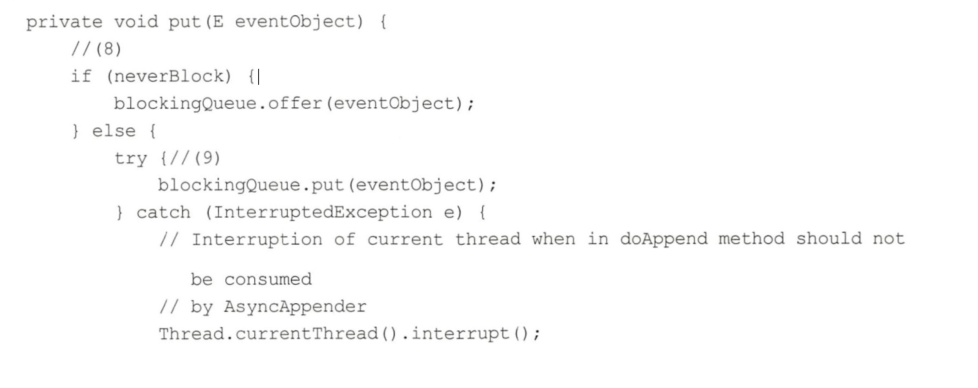 private void put(E eventObject) {
//(8)
if (neverBlock) {|
blockingQueue.offer(eventObject);
} else {
try {//(9)
blockingQueue.put(eventObject);
} catch (InterruptedException e) {
// Interruption of current thread when in doAppend method should not
be consumed
// by AsyncAppender
Thread.currentThread().interrupt();